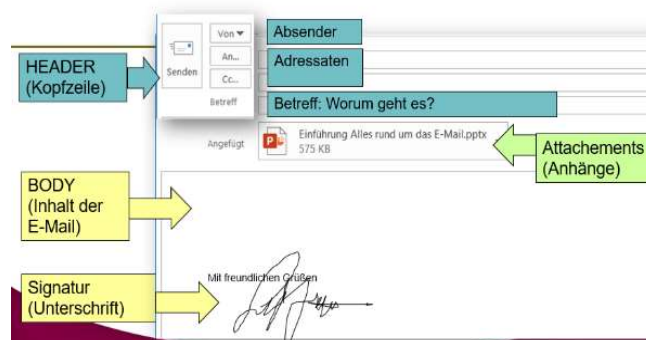 HEADER
(Kopfzeile)
Senden
Von
An...
Cc...
Betreff
Absender
Adressaten
Betreff: Worum geht es?
Angefügt
Einführung Alles rund um das E-Mail.pptx
575 KB
Attachements
(Anhänge)
BODY
(Inhalt der
E-Mail)
Mit freundlichen Grüßen
Signatur
(Unterschrift)